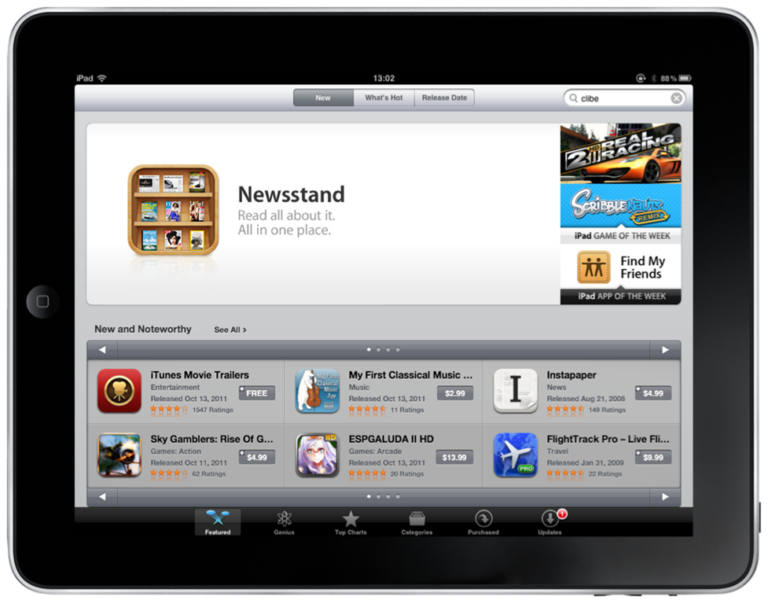 iPad
13:02
88%
New
What's Hot
Release Date
clibe
Newsstand
Read all about it.
All in one place.
2 REAL
RACING
SCRIBBLENAUTS
REMIX
iPad GAME OF THE WEEK
Find My
Friends
iPad APP OF THE WEEK
New and Noteworthy
See All ›
iTunes Movie Trailers
Entertainment
Released Oct 13, 2011
1547 Ratings
FREE
My First Classical Music ...
Music
Released Oct 13, 2011
11 Ratings
$2.99
Instapaper
News
Released Aug 21, 2008
149 Ratings
$4.99
Sky Gamblers: Rise Of G...
Games: Action
Released Oct 11, 2011
62 Ratings
$4.99
ESPGALUDA II HD
Games: Arcade
Released Oct 13, 2011
20 Ratings
$13.99
FlightTrack Pro – Live Fli...
Travel
Released Jan 31, 2009
22 Ratings
$9.99
I
PRO
Featured
Genius
Top Charts
Categories
Purchased
Updates
1